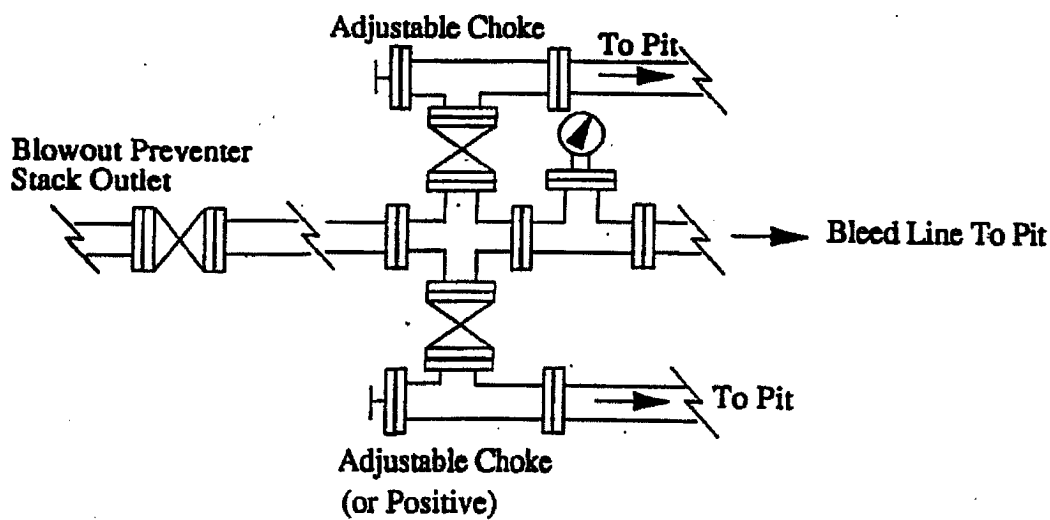 Adjustable Choke
To Pit
Blowout Preventer
Stack Outlet
Bleed Line To Pit
To Pit
Adjustable Choke
(or Positive)